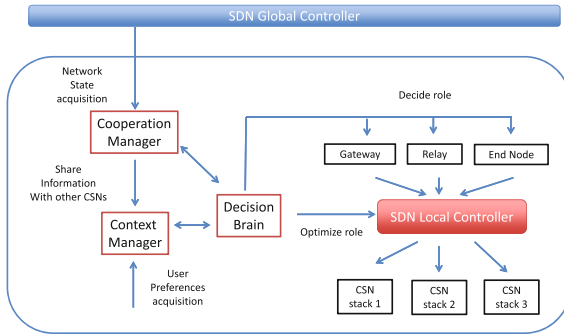 SDN Global Controller
Network
State
acquisition
Decide role
Cooperation
Manager
Gateway
Relay
End Node
Share
Information
With other CSNs
Decision
Brain
SDN Local Controller
Context
Manager
Optimize role
User
Preferences
acquisition
CSN
stack 1
CSN
stack 2
CSN
stack 3